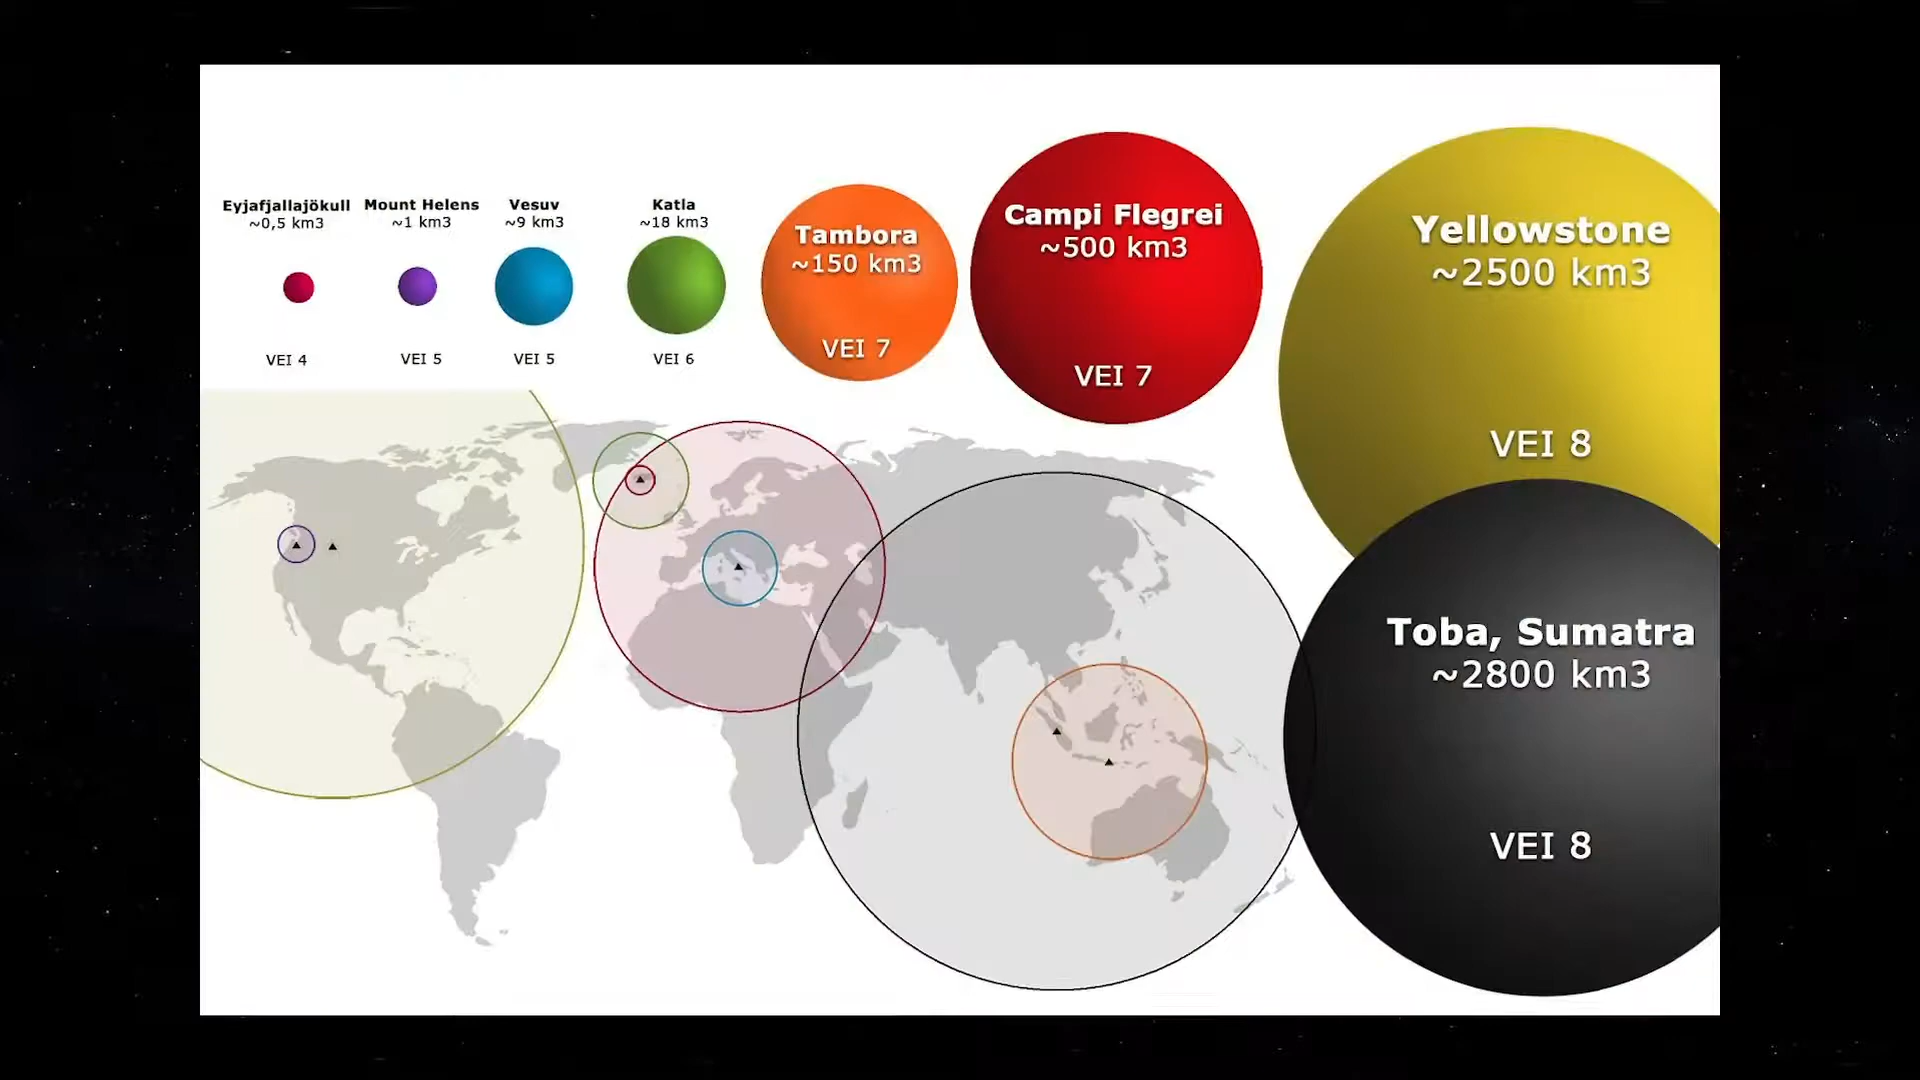 Eyjafjallajökull
~0,5 km3
VEI 4
Mount Helens
~1 km3
VEI 5
Vesuv
~9 km3
VEI 5
Katla
~18 km3
VEI 6
Tambora
~150 km3
VEI 7
Campi Flegrei
~500 km3
VEI 7
Yellowstone
~2500 km3
VEI 8
Toba, Sumatra
~2800 km3
VEI 8